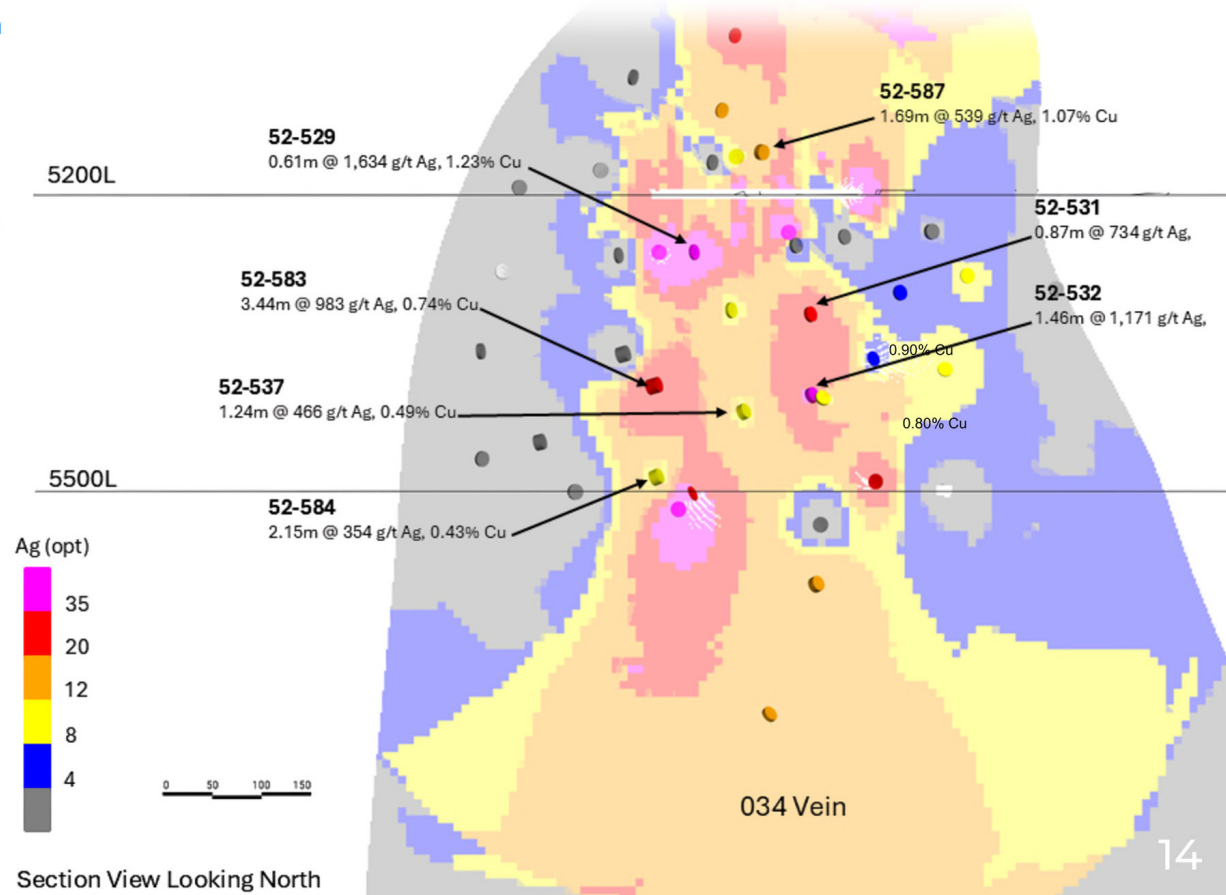 52-587
1.69m @ 539 g/t Ag, 1.07% Cu
52-529
0.61m @ 1,634 g/t Ag, 1.23% Cu
5200L
52-531
0.87m @ 734 g/t Ag,
0.90% Cu
52-583
3.44m @ 983 g/t Ag, 0.74% Cu
52-532
1.46m @ 1,171 g/t Ag,
0.80% Cu
52-537
1.24m @ 466 g/t Ag, 0.49% Cu
5500L
52-584
2.15m @ 354 g/t Ag, 0.43% Cu
Ag (opt)
35
20
12
8
4
0 50 100 150
034 Vein
Section View Looking North
14